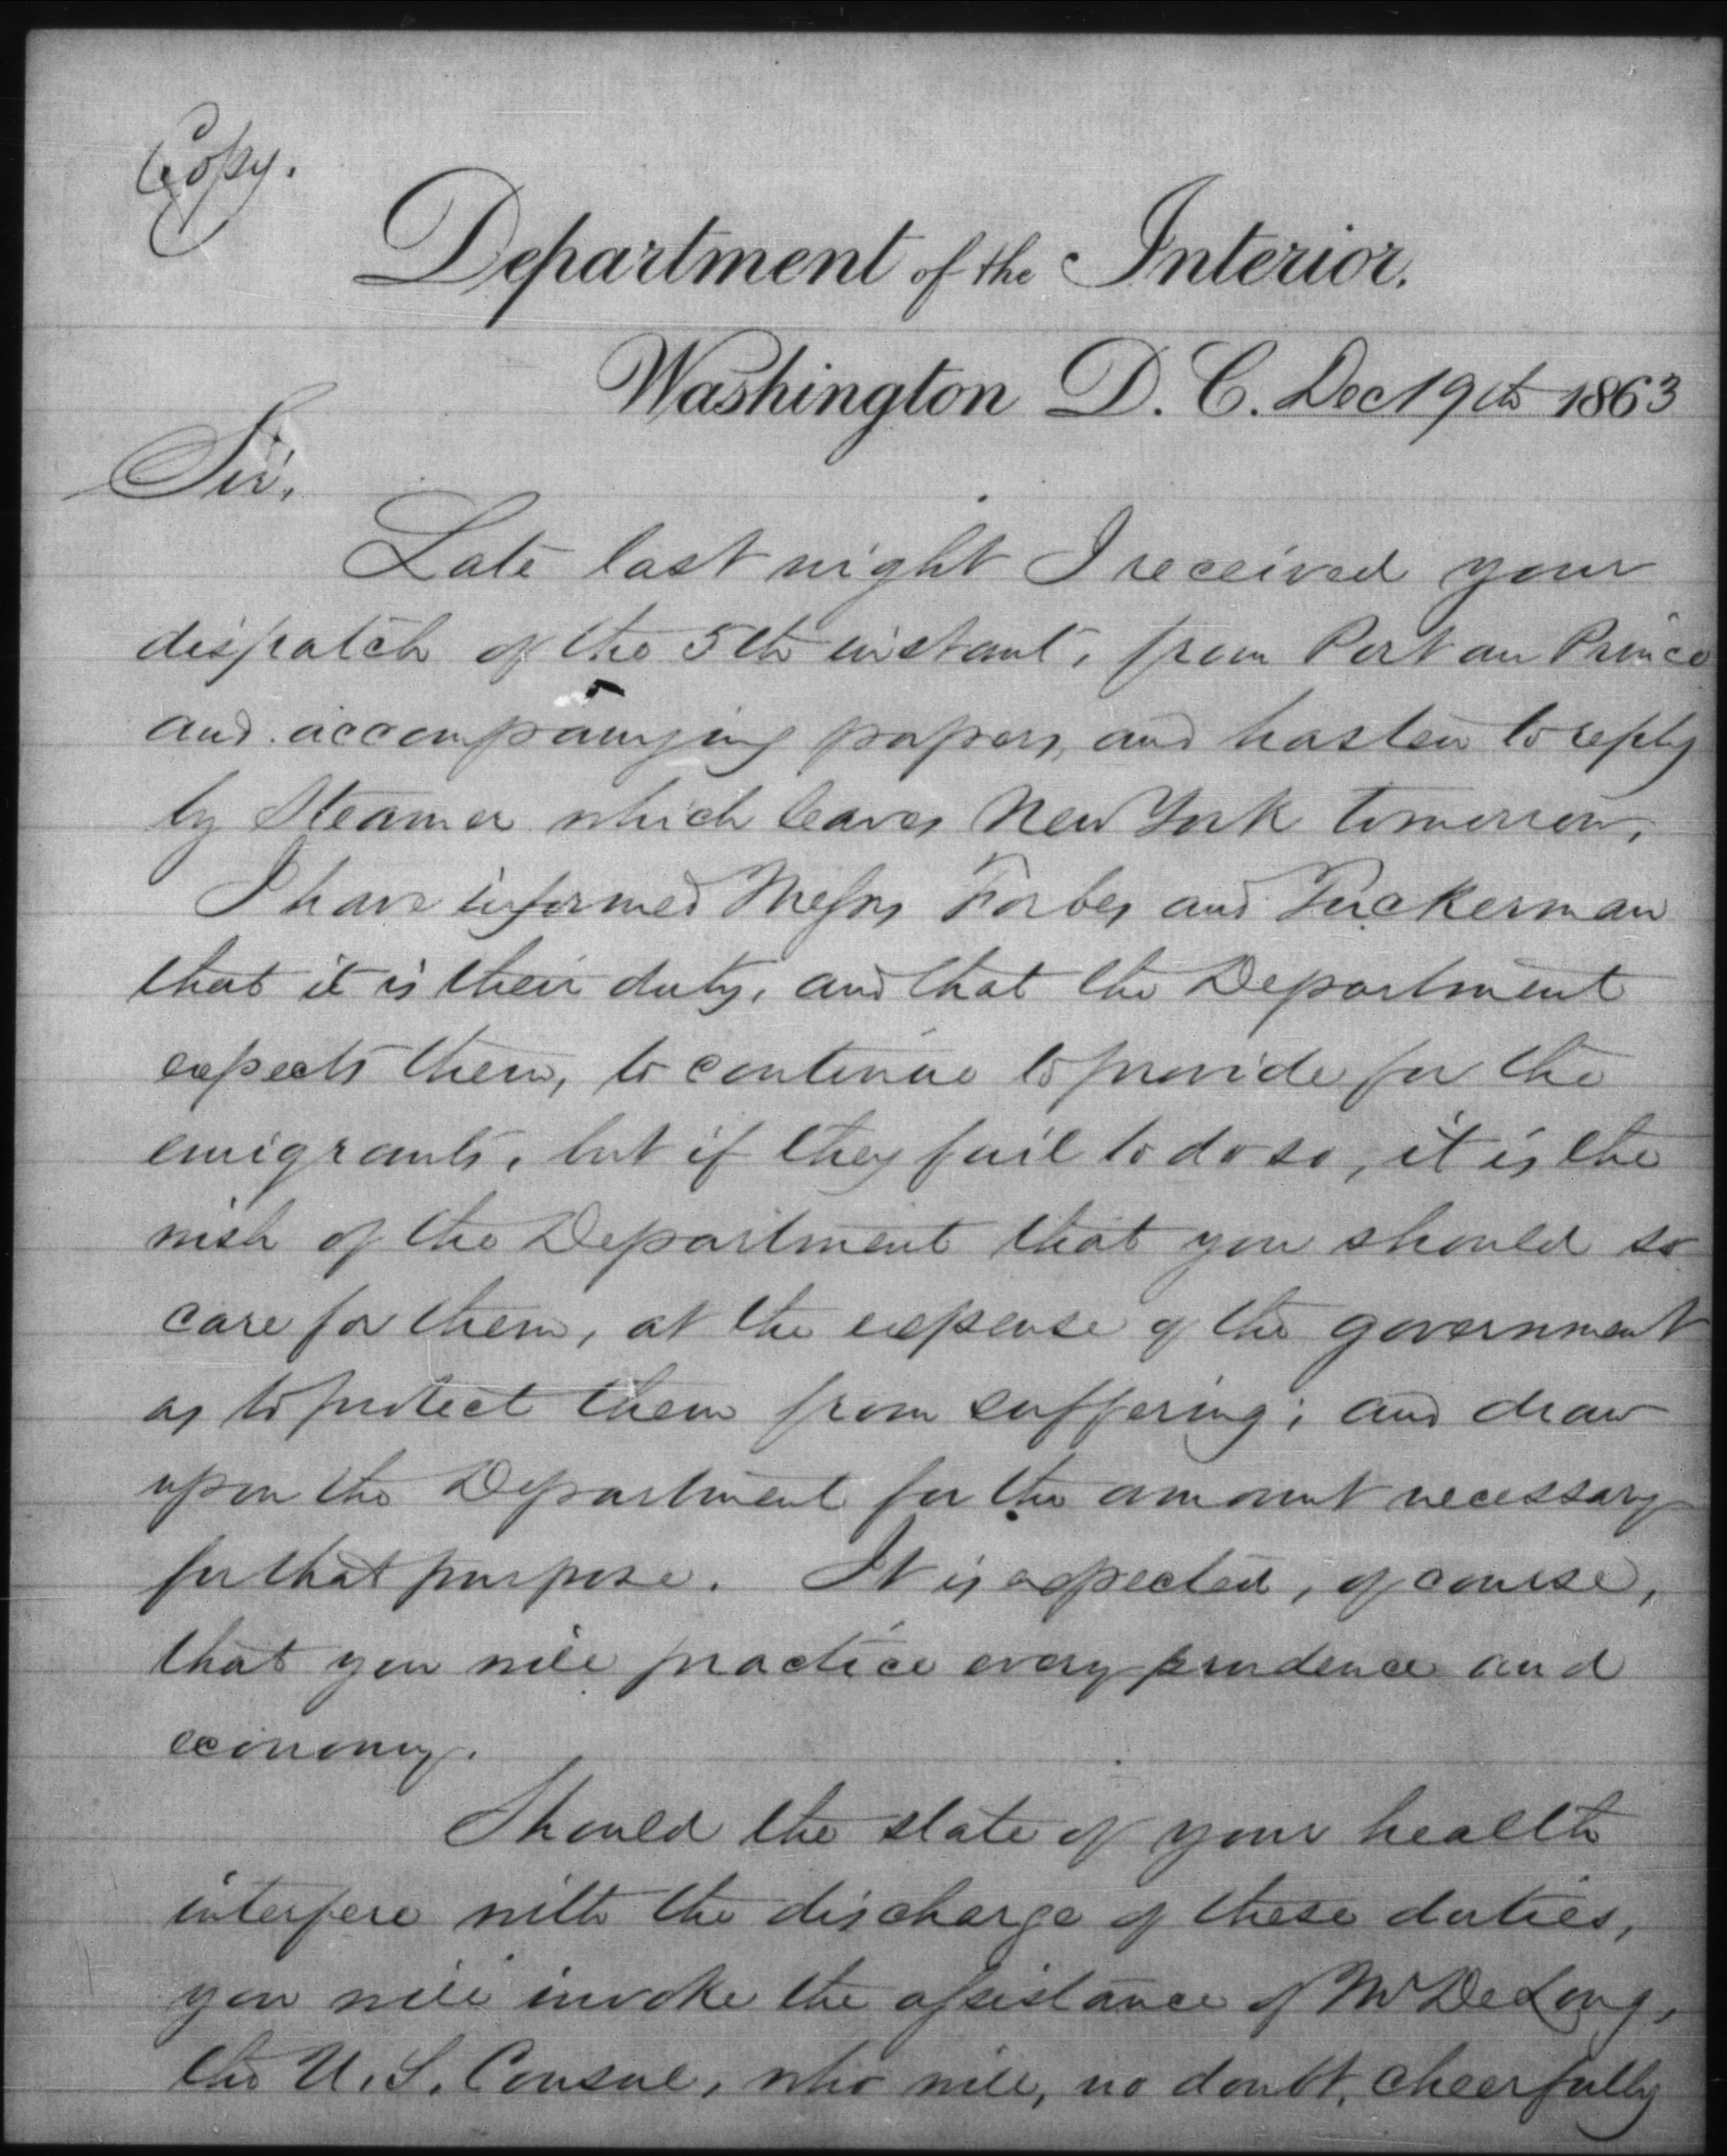 Copy.
Department of the Interior.
Washington D. C. Dec 19th 1863
Sir,
Late last night I received your
dispatch of the 5th instant, from Port au Prince
and accompanying papers, and hasten to reply
by Steamer which leaves New York tomorrow.
I have informed Messrs Forbes and Tuckerman
that it is their duty, and that the Department
expects them, to continue to provide for the
emigrants, but if they fail to do so, it is the
wish of the Department that you should so
care for them, at the expense of the government
as to protect them from suffering; and draw
upon the Department for the amount necessary
for that purpose. It is expected, of course,
that you will practice every prudence and
economy.
Should the state of your health
interfere with the discharge of these duties,
you will invoke the assistance of Mr De Long,
the U. S. Consul, who will, no doubt, cheerfully